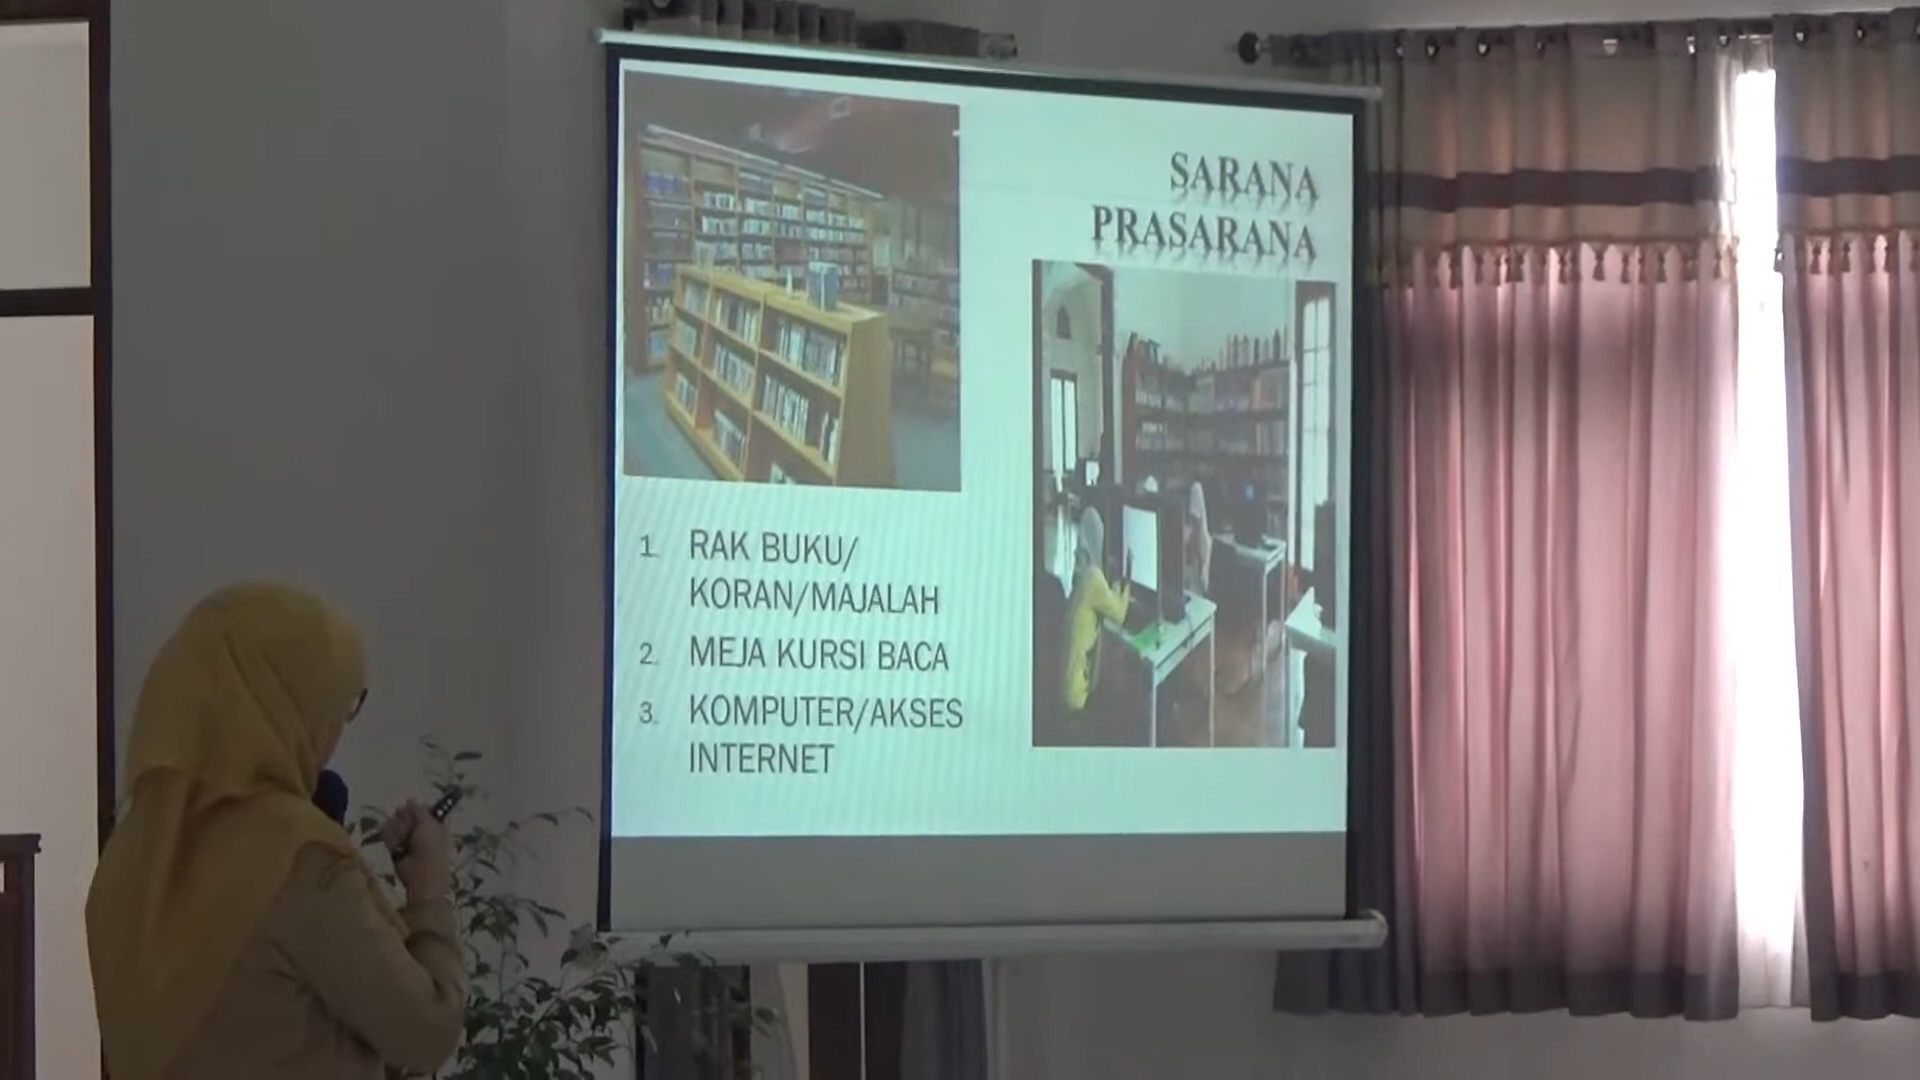 SARANA
PRASARANA
1. RAK BUKU/
KORAN/MAJALAH
2. MEJA KURSI BACA
3. KOMPUTER/AKSES
INTERNET